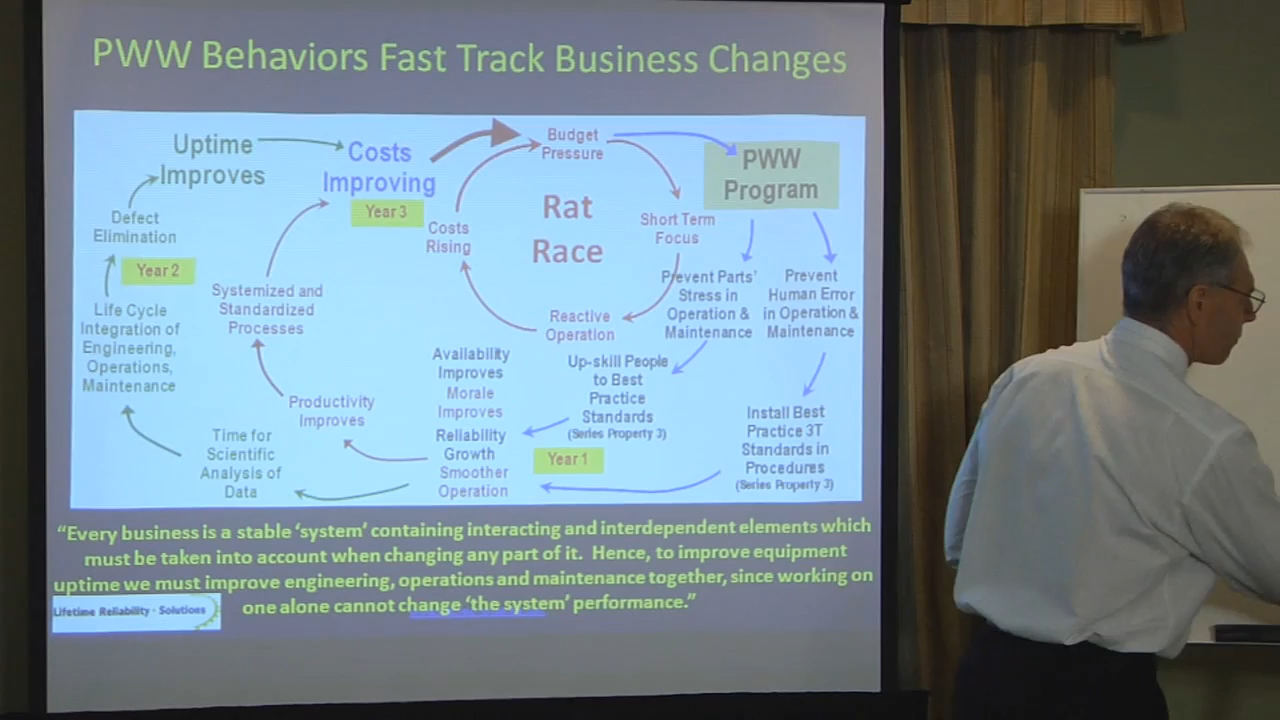 PWW Behaviors Fast Track Business Changes
Uptime
Improves
Costs
Improving
Year 3
Budget
Pressure
PWW
Program
Defect
Elimination
Year 2
Costs
Rising
Rat
Race
Short Term
Focus
Life Cycle
Integration of
Engineering,
Operations,
Maintenance
Systemized and
Standardized
Processes
Reactive
Operation
Prevent Parts'
Stress in
Operation &
Maintenance
Prevent
Human Error
in Operation &
Maintenance
Availability
Improves
Morale
Improves
Reliability
Growth
Smoother
Operation
Up-skill People
to Best
Practice
Standards
(Series Property 3)
Year 1
Install Best
Practice 3T
Standards in
Procedures
(Series Property 3)
Productivity
Improves
Time for
Scientific
Analysis of
Data
“Every business is a stable ‘system’ containing interacting and interdependent elements which
must be taken into account when changing any part of it. Hence, to improve equipment
uptime we must improve engineering, operations and maintenance together, since working on
one alone cannot change ‘the system’ performance.”
Lifetime Reliability · Solutions